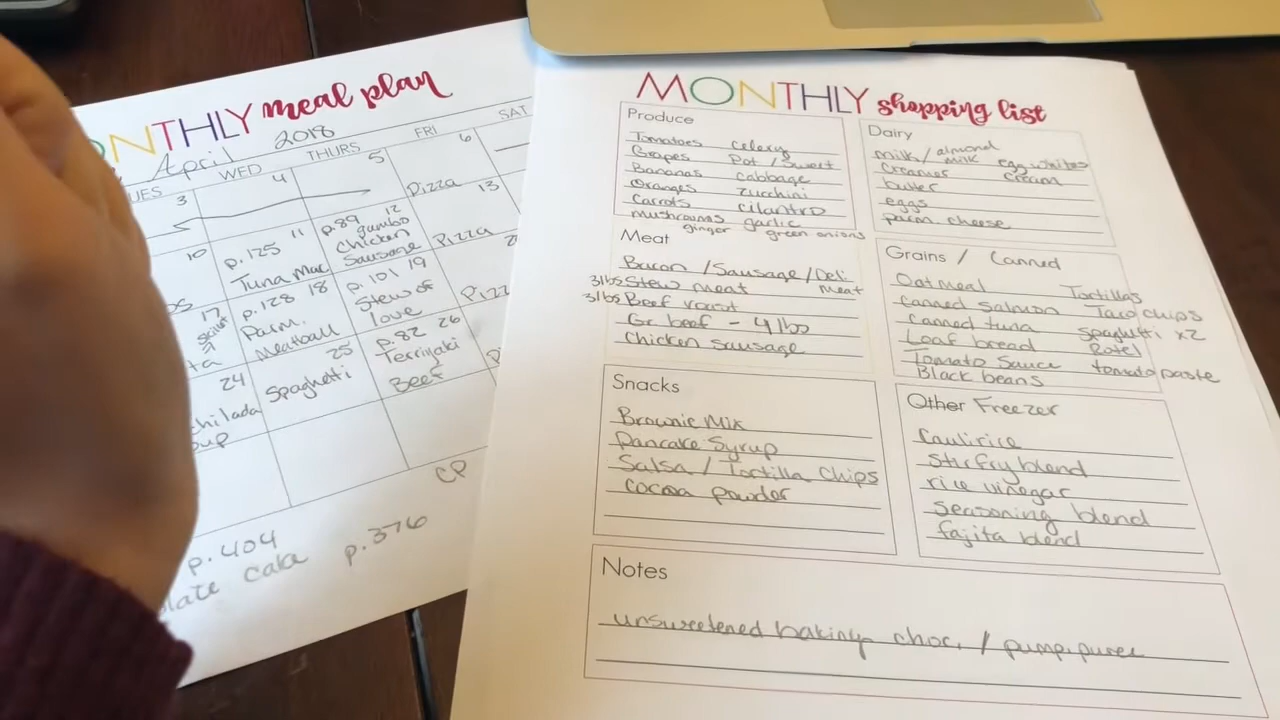 NTHLY meal plan
April 2018
UES WED THURS FRI SAT
3 4 5 6
Pizza
10 11 12 13
p.125 Tuna Mac
p.89 gumbo Chicken Sausage
Pizza
17 18 19
p.128 Parm. Meatball
p.101 Stew of love
24 25 26
chilada
Spaghetti
p.82 Terriyaki Beef
CP
p.404
late cake p.376
MONTHLY shopping list
Produce
Tomatoes celery
Grapes Pot / Sweet
Bananas cabbage
Oranges zucchini
Carrots cilantro
mushrooms garlic
ginger green onions
Dairy
milk / almond milk egg whites
Creamer cream
butter
eggs
parm cheese
Meat
Bacon / Sausage / Deli meat
3lbs Stew meat
3lbs Beef roast
Gr beef - 4 lbs
Chicken sausage
Grains / Canned
Oatmeal Tortillas
canned salmon Taco chips
canned tuna spaghetti x2
Loaf bread Rotel
Tomato Sauce tomato paste
Black beans
Snacks
Brownie Mix
Pancake Syrup
Salsa / Tortilla Chips
cocoa powder
Other Freezer
Caulirice
Stirfry blend
rice vinegar
Seasoning blend
fajita blend
Notes
unsweetened baking choc. / pump. puree